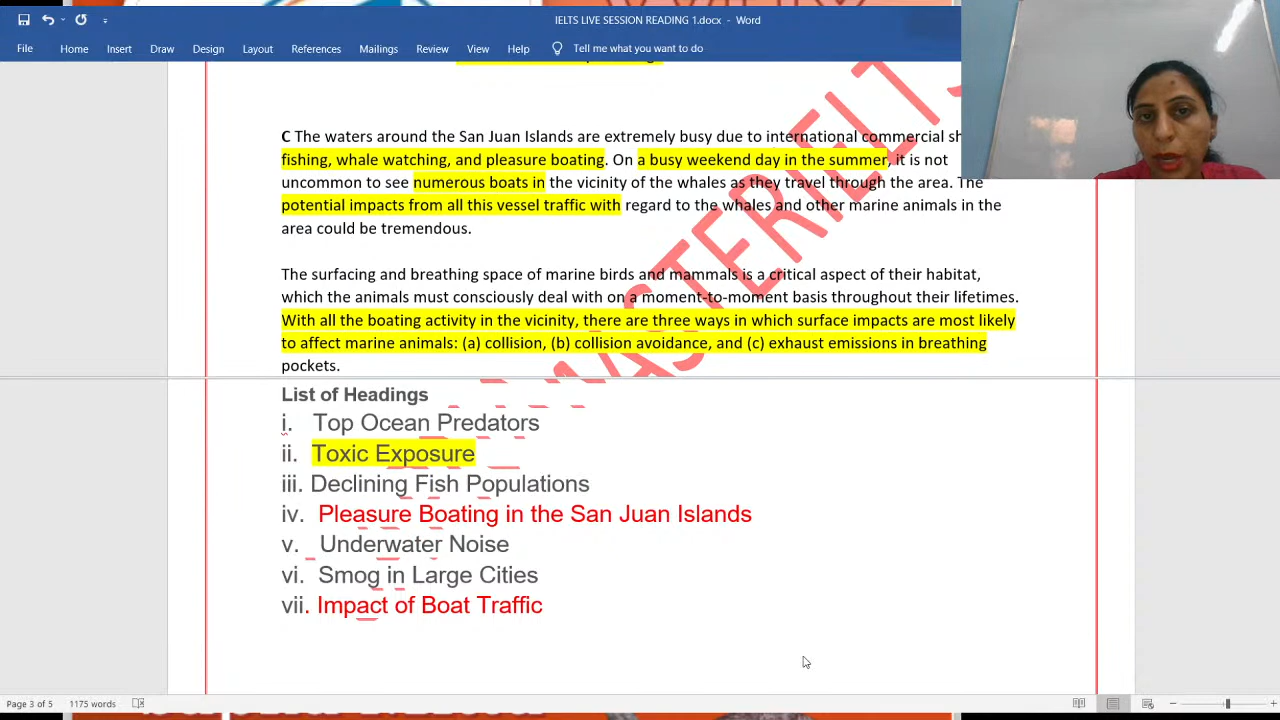 IELTS LIVE SESSION READING 1.docx - Word
File Home Insert Draw Design Layout References Mailings Review View Help Tell me what you want to do
C The waters around the San Juan Islands are extremely busy due to international commercial
fishing, whale watching, and pleasure boating. On a busy weekend day in the summer, it is not
uncommon to see numerous boats in the vicinity of the whales as they travel through the area. The
potential impacts from all this vessel traffic with regard to the whales and other marine animals in the
area could be tremendous.
The surfacing and breathing space of marine birds and mammals is a critical aspect of their habitat,
which the animals must consciously deal with on a moment-to-moment basis throughout their lifetimes.
With all the boating activity in the vicinity, there are three ways in which surface impacts are most likely
to affect marine animals: (a) collision, (b) collision avoidance, and (c) exhaust emissions in breathing
pockets.
List of Headings
i. Top Ocean Predators
ii. Toxic Exposure
iii. Declining Fish Populations
iv. Pleasure Boating in the San Juan Islands
v. Underwater Noise
vi. Smog in Large Cities
vii. Impact of Boat Traffic
Page 3 of 5 1175 words